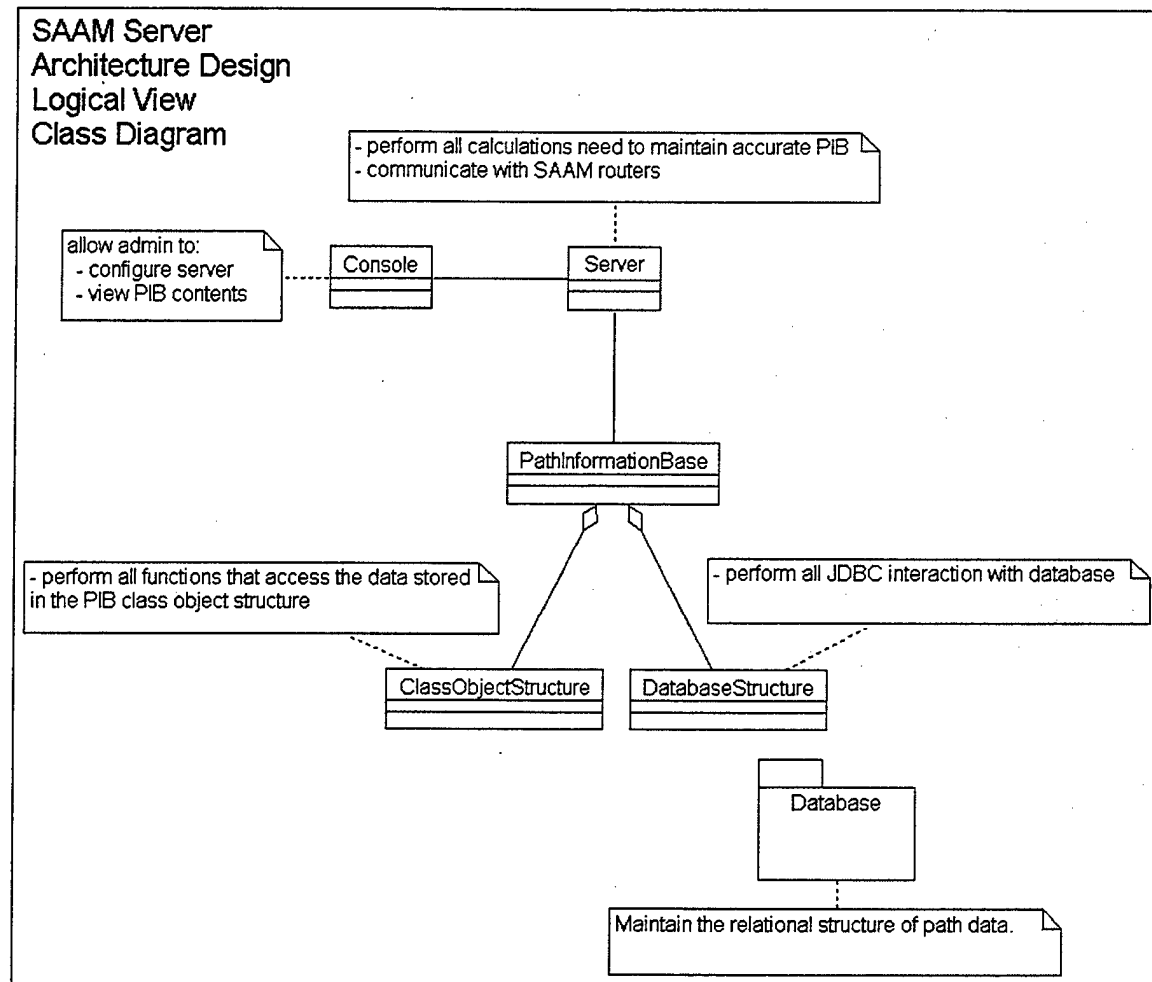 SAAM Server
Architecture Design
Logical View
Class Diagram
- perform all calculations need to maintain accurate PIB
- communicate with SAAM routers
allow admin to:
- configure server
- view PIB contents
Console
Server
PathInformationBase
- perform all functions that access the data stored
in the PIB class object structure
- perform all JDBC interaction with database
ClassObjectStructure
DatabaseStructure
Database
Maintain the relational structure of path data.